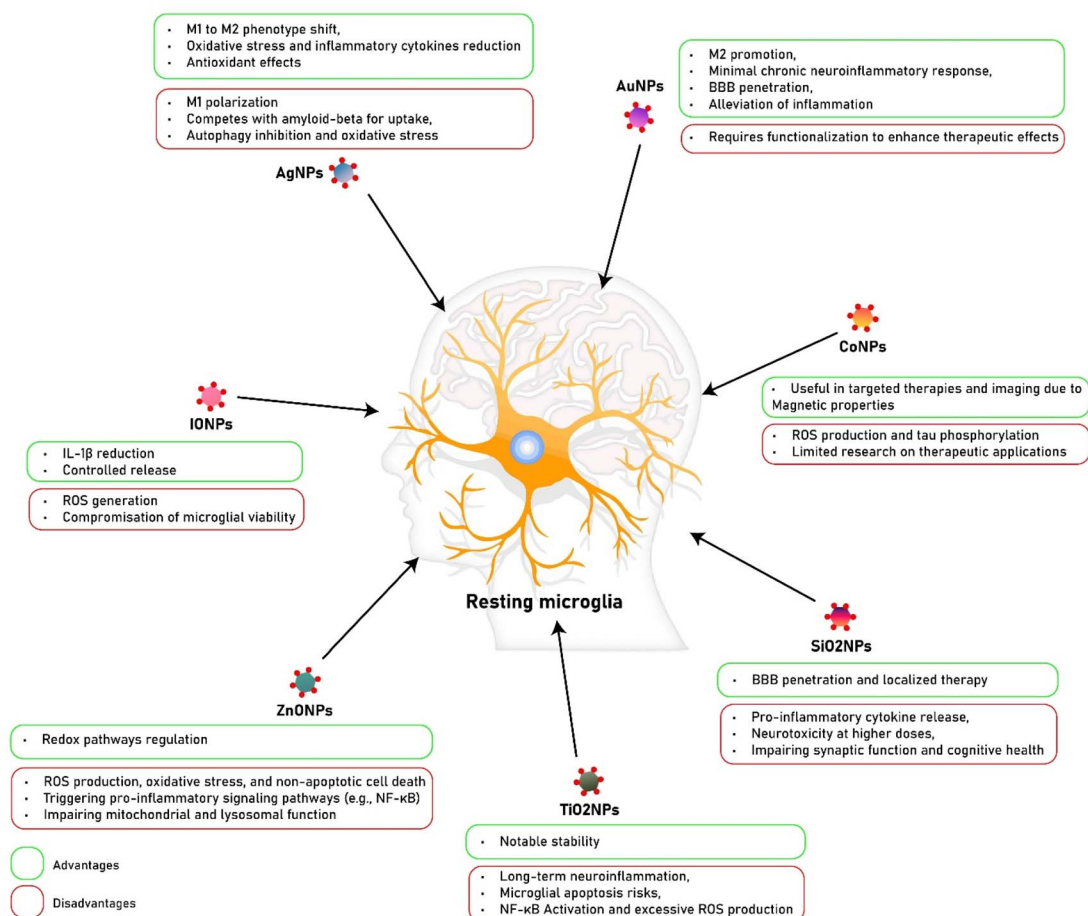 • M1 to M2 phenotype shift,
• Oxidative stress and inflammatory cytokines reduction
• Antioxidant effects
• M1 polarization
• Competes with amyloid-beta for uptake,
• Autophagy inhibition and oxidative stress
AgNPs
AuNPs
• M2 promotion,
• Minimal chronic neuroinflammatory response,
• BBB penetration,
• Alleviation of inflammation
• Requires functionalization to enhance therapeutic effects
CoNPs
• Useful in targeted therapies and imaging due to
Magnetic properties
• ROS production and tau phosphorylation
• Limited research on therapeutic applications
IONPs
• IL-1β reduction
• Controlled release
• ROS generation
• Compromisation of microglial viability
Resting microglia
SiO2NPs
• BBB penetration and localized therapy
• Pro-inflammatory cytokine release,
• Neurotoxicity at higher doses,
• Impairing synaptic function and cognitive health
ZnONPs
• Redox pathways regulation
• ROS production, oxidative stress, and non-apoptotic cell death
• Triggering pro-inflammatory signaling pathways (e.g., NF-κB)
• Impairing mitochondrial and lysosomal function
TiO2NPs
• Notable stability
• Long-term neuroinflammation,
• Microglial apoptosis risks,
• NF-κB Activation and excessive ROS production
Advantages
Disadvantages